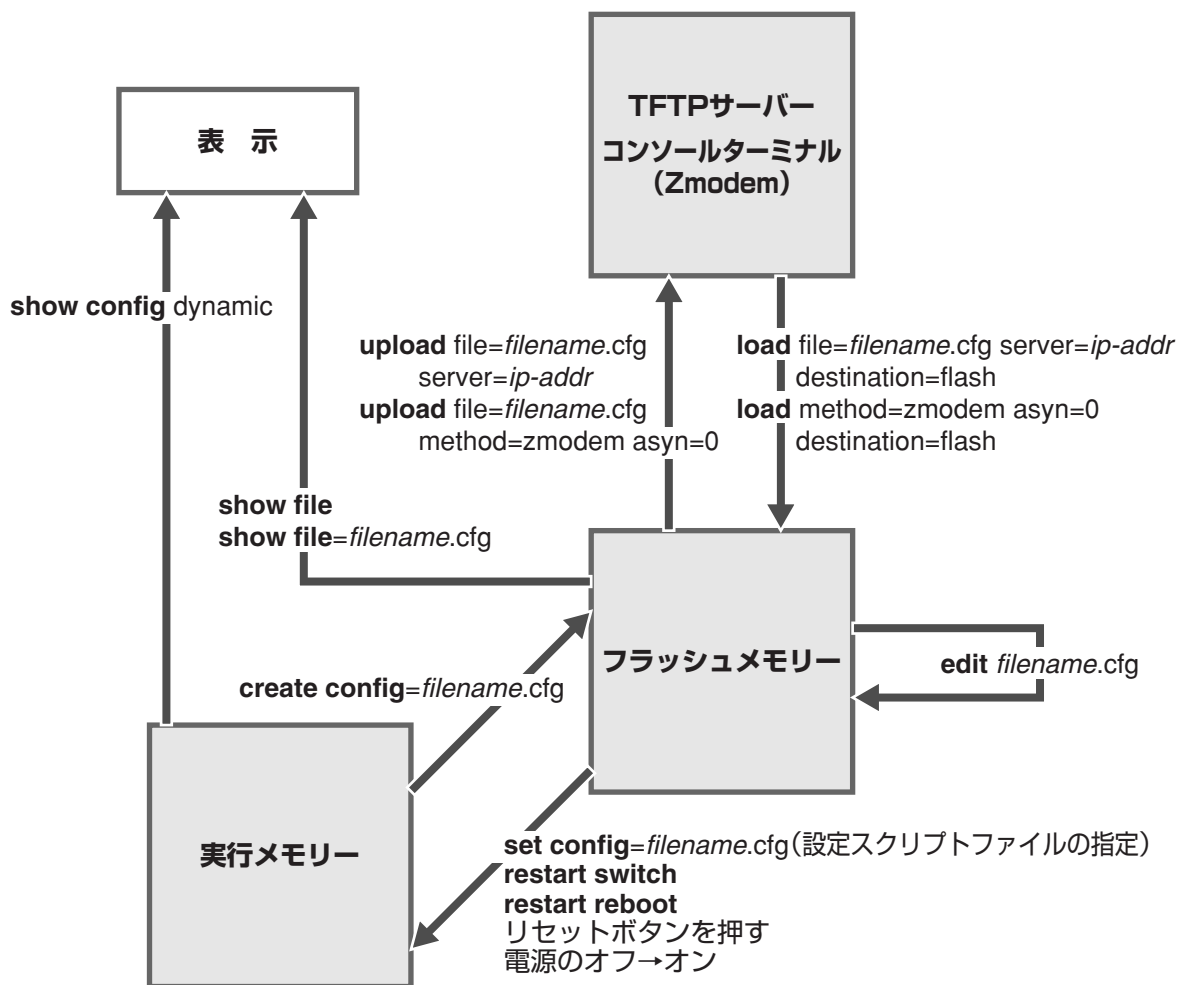 TFTPサーバー
コンソールターミナル
（Zmodem）
表　示
show config dynamic
upload file=filename.cfg
server=ip-addr
upload file=filename.cfg
method=zmodem asyn=0
load file=filename.cfg server=ip-addr
destination=flash
load method=zmodem asyn=0
destination=flash
show file
show file=filename.cfg
フラッシュメモリー
edit filename.cfg
create config=filename.cfg
実行メモリー
set config=filename.cfg（設定スクリプトファイルの指定）
restart switch
restart reboot
リセットボタンを押す
電源のオフ→オン